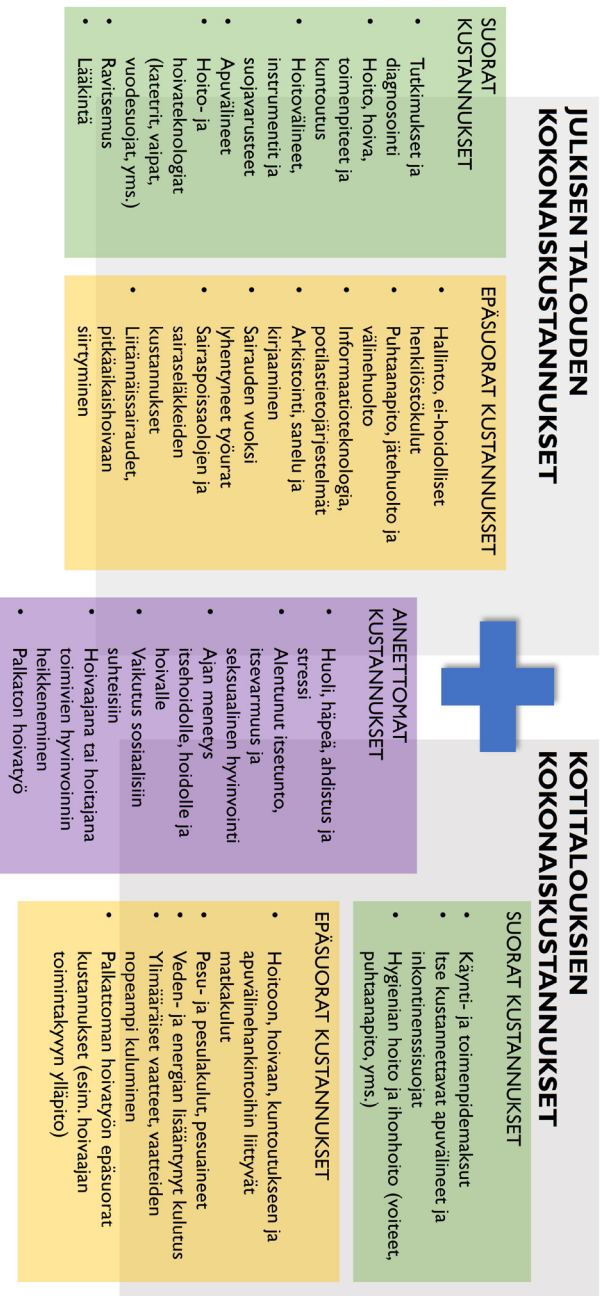 JULKISEN TALOUDEN
KOKONAISKUSTANNUKSET
SUORAT
KUSTANNUKSET
• Tutkimukset ja
diagnosointi
• Hoito, hoiva,
toimenpiteet ja
kuntoutus
• Hoitovälineet,
instrumentit ja
suojavarusteet
• Apuvälineet
• Hoito- ja
hoivateknologiat
(katetrit, vaipat,
vuodesuojat, yms.)
• Ravitsemus
• Lääkintä
EPÄSUORAT KUSTANNUKSET
• Hallinto, ei-hoidolliset
henkilöstökulut
• Puhtaanapito, jätehuolto ja
välinehuolto
• Informaatioteknologia,
potilastietojärjestelmät
• Arkistointi, sanelu ja
kirjaaminen
• Sairauden vuoksi
lyhentyneet työurat
• Sairaspoissaolojen ja
sairaseläkkeiden
kustannukset
• Liitännäissairaudet,
pitkäaikaishoivaan
siirtyminen
AINEETTOMAT
KUSTANNUKSET
• Huoli, häpeä, ahdistus ja
stressi
• Alentunut itsetunto,
itsevarmuus ja
seksuaalinen hyvinvointi
• Ajan menetys
itsehoidolle, hoidolle ja
hoivalle
• Vaikutus sosiaalisiin
suhteisiin
• Hoivaajana tai hoitajana
toimivien hyvinvoinnin
heikkeneminen
• Palkaton hoivatyö
KOTITALOUKSIEN
KOKONAISKUSTANNUKSET
SUORAT KUSTANNUKSET
• Käynti- ja toimenpidemaksut
• Itse kustannettavat apuvälineet ja
inkontinenssisuojat
• Hygienian hoito ja ihonhoito (voiteet,
puhtaanapito, yms.)
EPÄSUORAT KUSTANNUKSET
• Hoitoon, hoivaan, kuntoutukseen ja
apuvälinehankintoihin liittyvät
matkakulut
• Pesu- ja pesulakulut, pesuaineet
• Veden- ja energian lisääntynyt kulutus
• Ylimääräiset vaatteet, vaatteiden
nopeampi kuluminen
• Palkattoman hoivatyön epäsuorat
kustannukset (esim. hoivaajan
toimintakyvyn ylläpito)